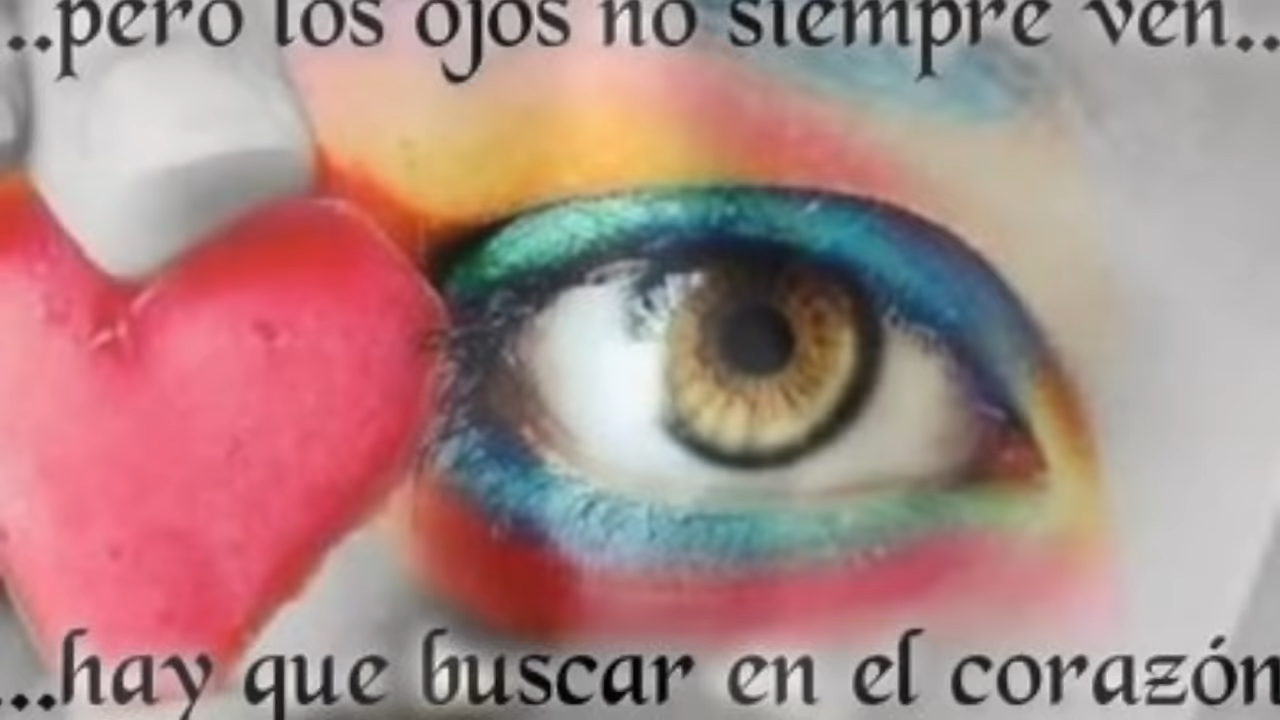 ..pero los ojos no siempre ven..
...hay que buscar en el corazón